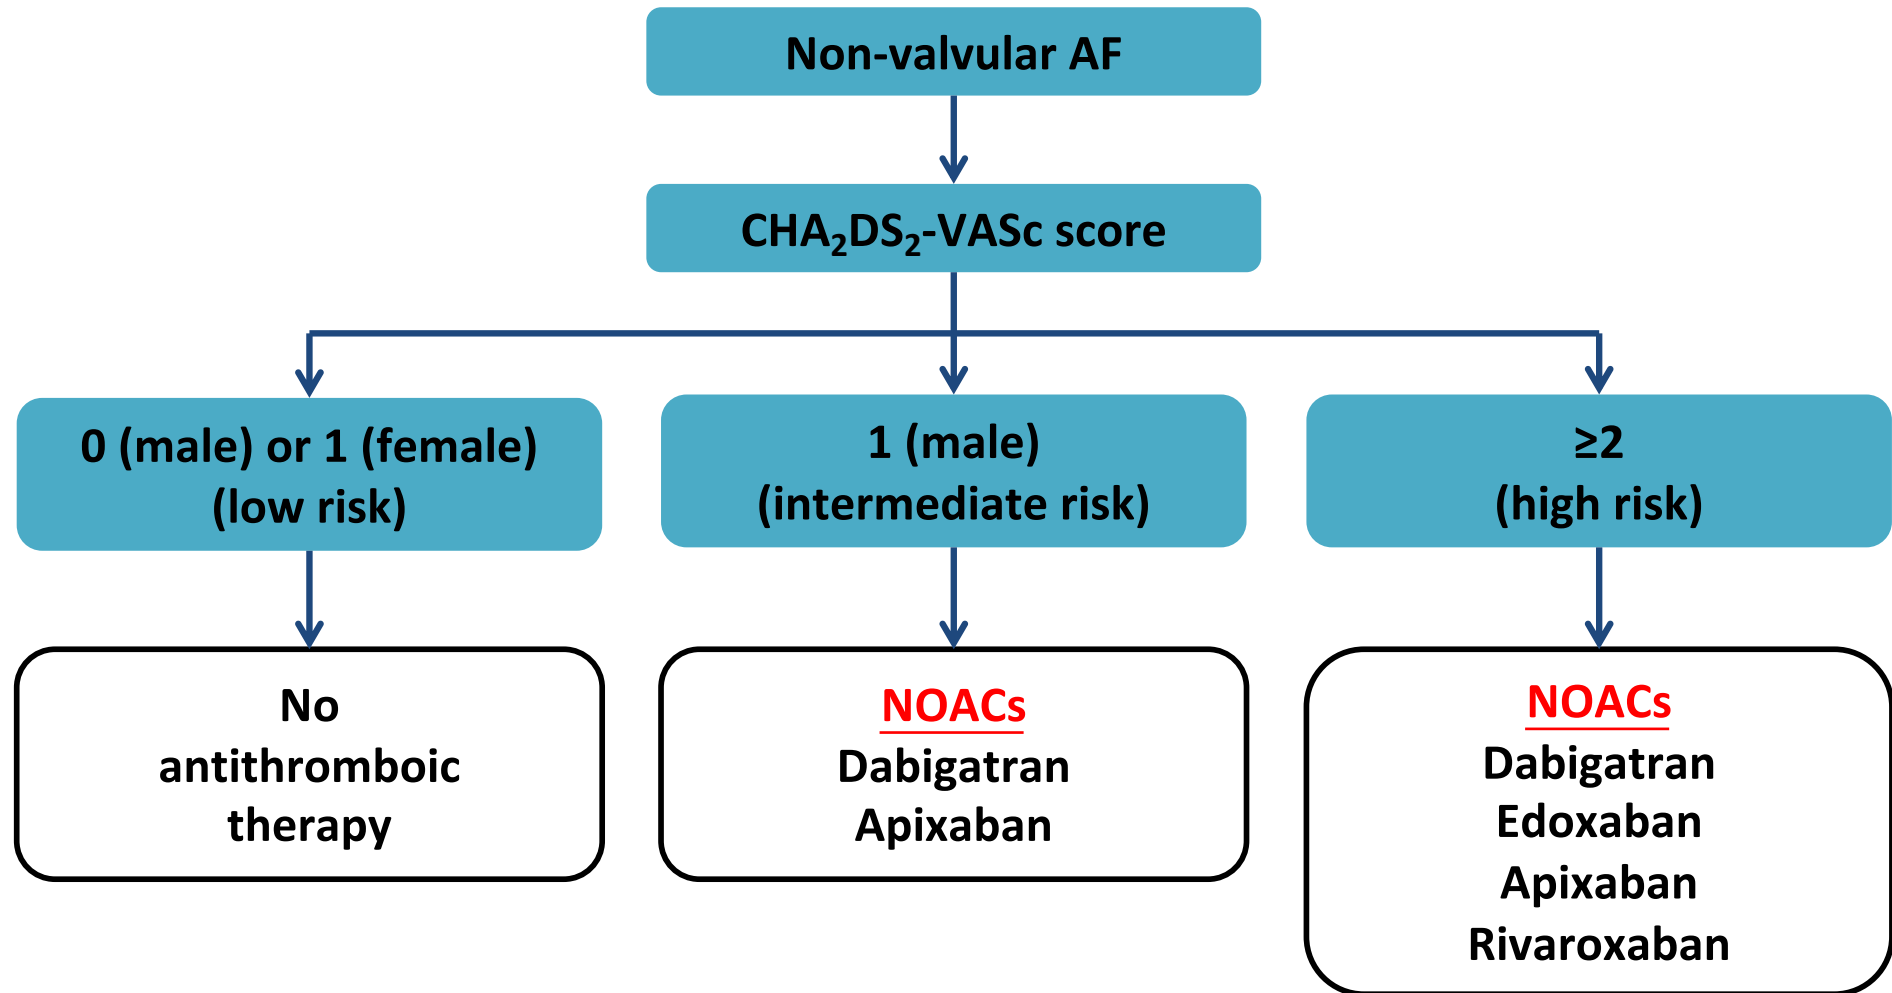 Non-valvular AF
CHA₂DS₂-VASc score
0 (male) or 1 (female)
(low risk)
1 (male)
(intermediate risk)
≥2
(high risk)
No
antithromboic
therapy
NOACs
Dabigatran
Apixaban
NOACs
Dabigatran
Edoxaban
Apixaban
Rivaroxaban